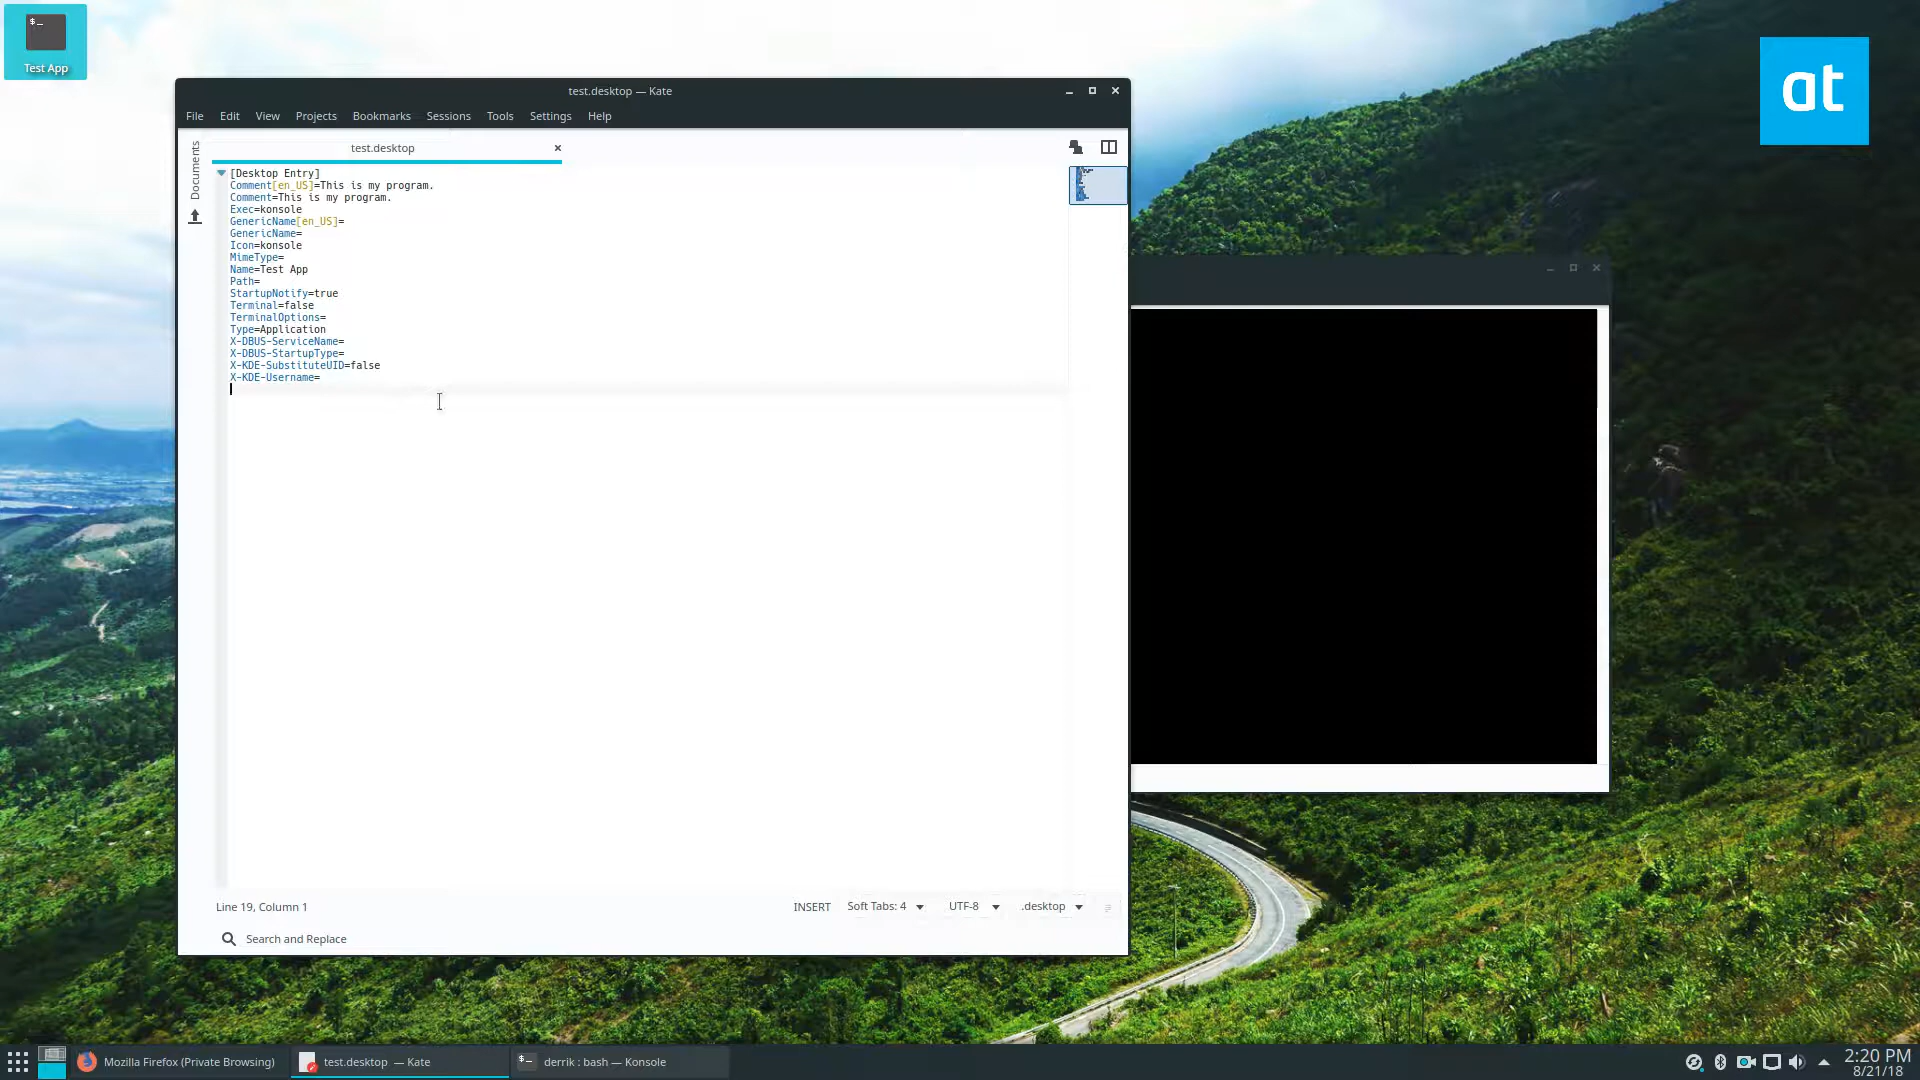 $_
Test App
at
test.desktop — Kate
File Edit View Projects Bookmarks Sessions Tools Settings Help
Documents
test.desktop
[Desktop Entry]
Comment[en_US]=This is my program.
Comment=This is my program.
Exec=konsole
GenericName[en_US]=
GenericName=
Icon=konsole
MimeType=
Name=Test App
Path=
StartupNotify=true
Terminal=false
TerminalOptions=
Type=Application
X-DBUS-ServiceName=
X-DBUS-StartupType=
X-KDE-SubstituteUID=false
X-KDE-Username=
Line 19, Column 1 INSERT Soft Tabs: 4 UTF-8 .desktop
Search and Replace
Mozilla Firefox (Private Browsing) test.desktop — Kate $_ derrik : bash — Konsole 2:20 PM
8/21/18